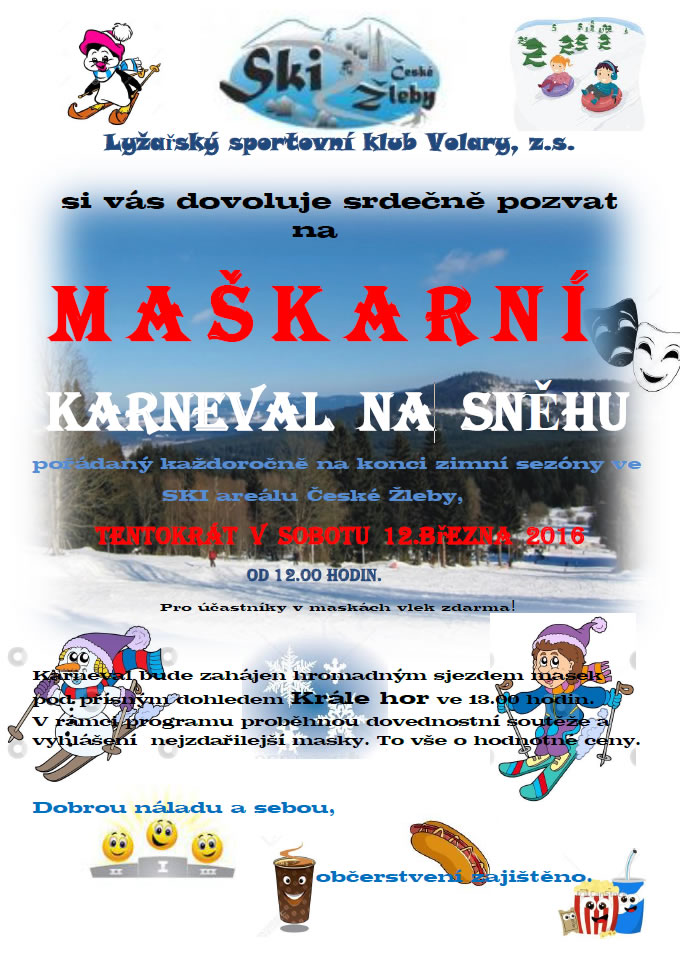 Ski České Žleby
Lyžařský sportovní klub Volary, z.s.
si vás dovoluje srdečně pozvat
na
MAŠKARNÍ
KARNEVAL NA SNĚHU
pořádaný každoročně na konci zimní sezóny ve
SKI areálu České Žleby,
TENTOKRÁT V SOBOTU 12.BřEZNA 2016
OD 12.00 HODIN.
Pro účastníky v maskách vlek zdarma!
Karneval bude zahájen hromadným sjezdem masek
pod přísným dohledem Krále hor ve 13.00 hodin.
V rámci programu proběhnou dovednostní soutěže a
vyhlášení nejzdařilejší masky. To vše o hodnotné ceny.
Dobrou náladu a sebou,
II I III
občerstvení zajištěno.